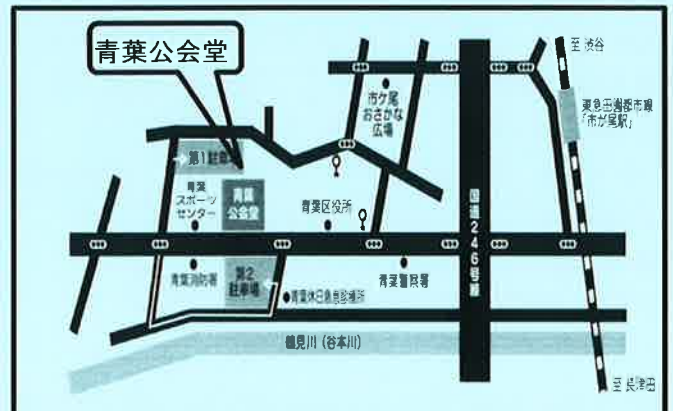 青葉公会堂
至 渋谷
東急田園都市線
「市が尾駅」
市ケ尾
おさかな
広場
第1駐車場
青葉
スポーツ
センター
青葉
公会堂
青葉区役所
国道246号線
青葉消防署
第2
駐車場
青葉警察署
青葉休日急患診療所
鶴見川(谷本川)
至 長津田